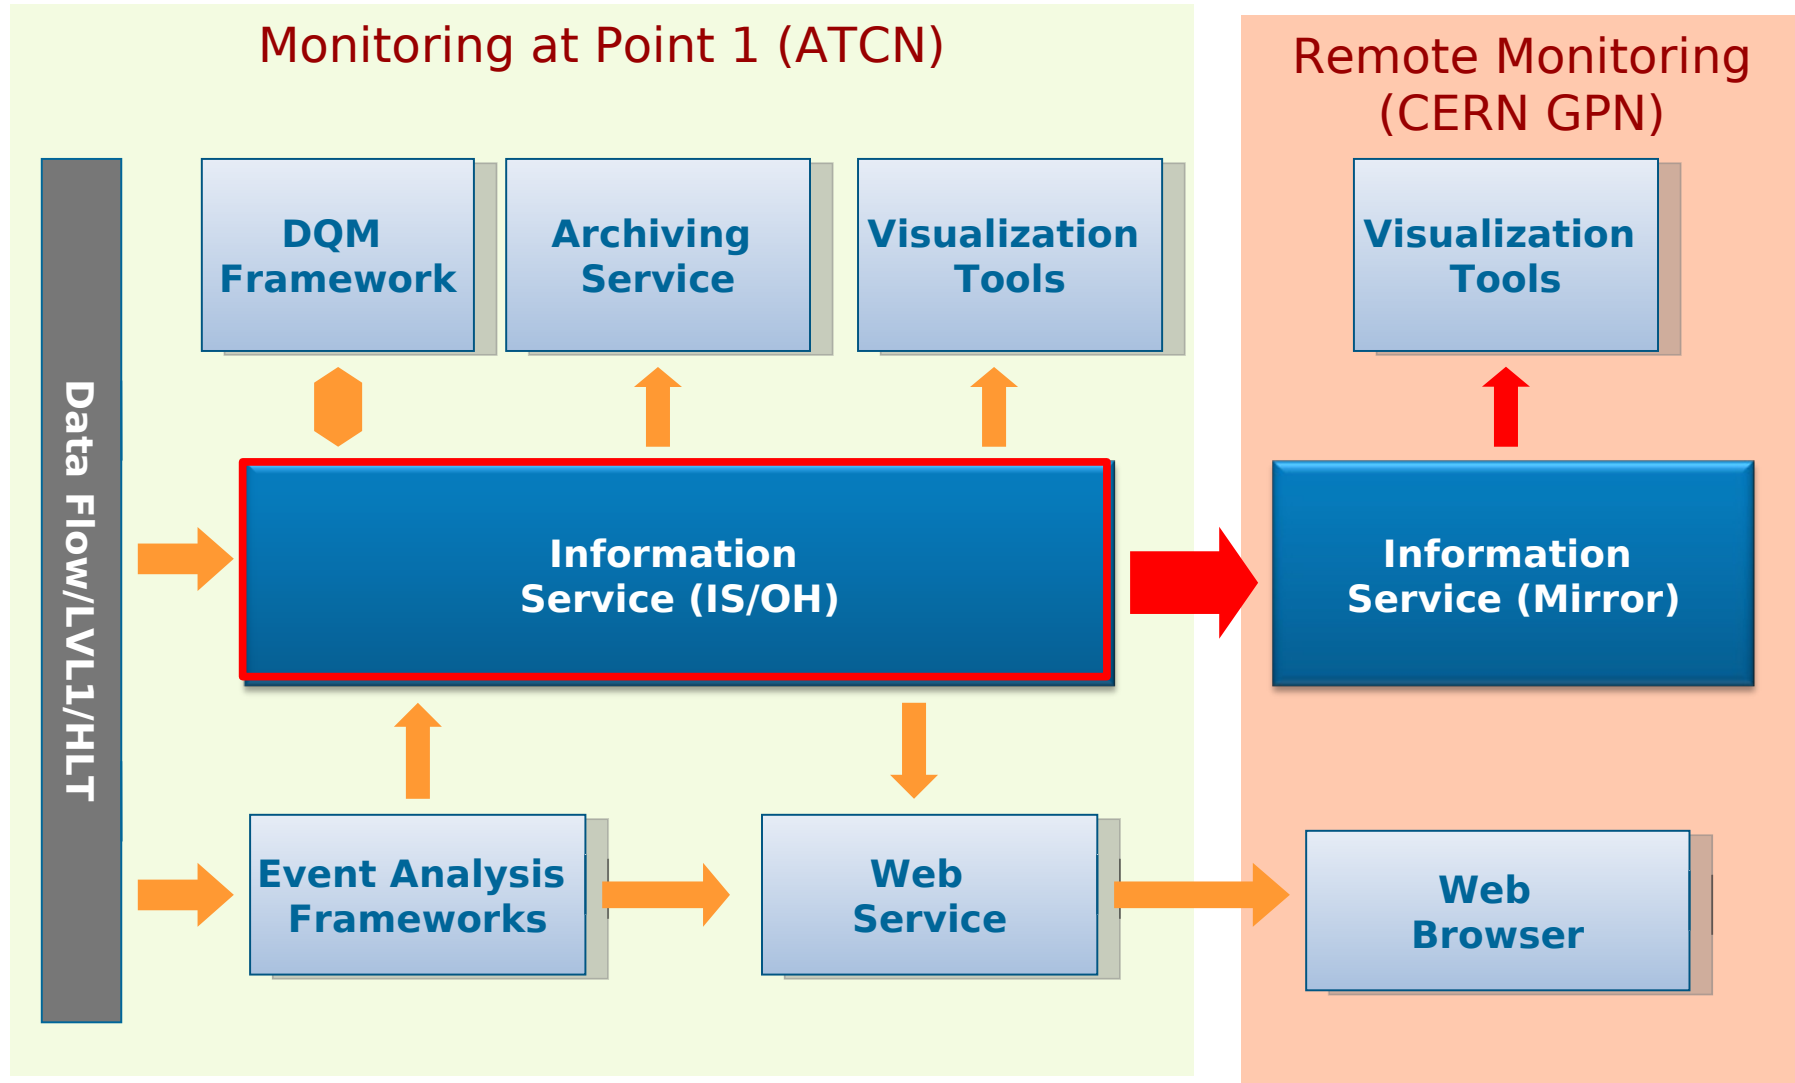 Monitoring at Point 1 (ATCN)
Remote Monitoring
(CERN GPN)
Data Flow/LVL1/HLT
DQM
Framework
Archiving
Service
Visualization
Tools
Visualization
Tools
Information
Service (IS/OH)
Information
Service (Mirror)
Event Analysis
Frameworks
Web
Service
Web
Browser